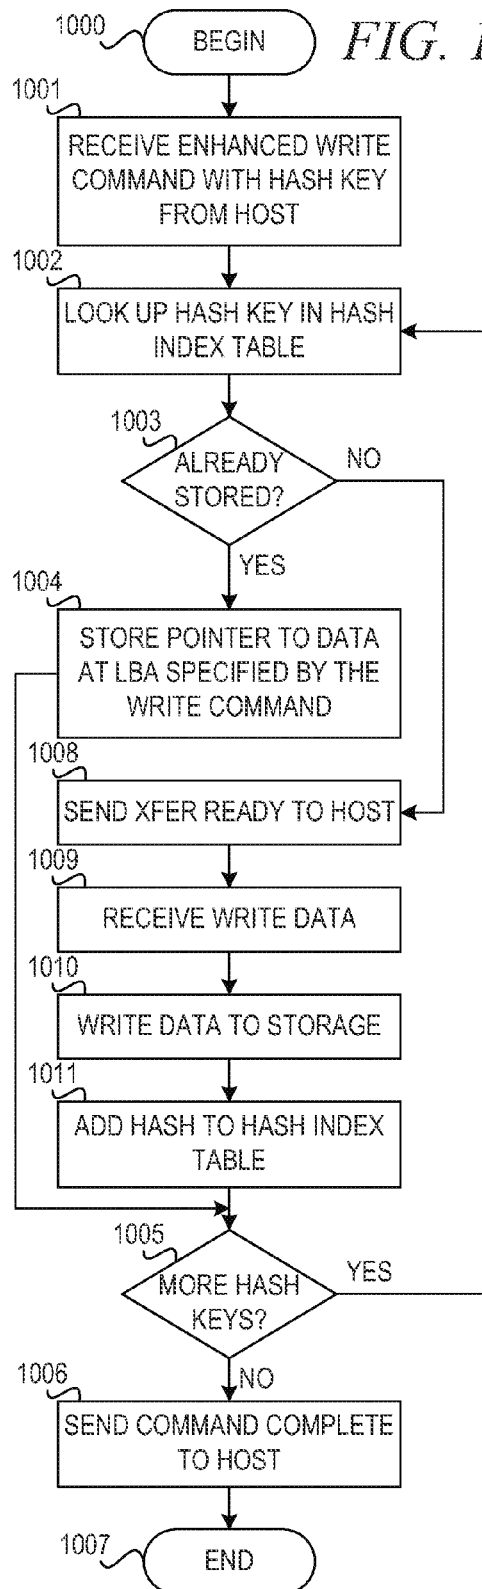 1000
BEGIN
FIG. 1
1001
RECEIVE ENHANCED WRITE
COMMAND WITH HASH KEY
FROM HOST
1002
LOOK UP HASH KEY IN HASH
INDEX TABLE
1003
ALREADY
STORED?
NO
YES
1004
STORE POINTER TO DATA
AT LBA SPECIFIED BY THE
WRITE COMMAND
1008
SEND XFER READY TO HOST
1009
RECEIVE WRITE DATA
1010
WRITE DATA TO STORAGE
1011
ADD HASH TO HASH INDEX
TABLE
1005
MORE HASH
KEYS?
YES
NO
1006
SEND COMMAND COMPLETE
TO HOST
1007
END